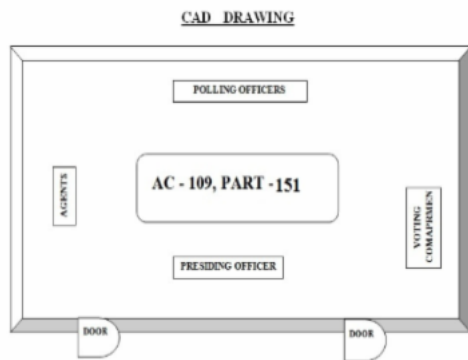 CAD DRAWING
POLLING OFFICERS
AGENTS
AC - 109, PART -151
VOTING
COMAPRMEN
PRESIDING OFFICER
DOOR
DOOR